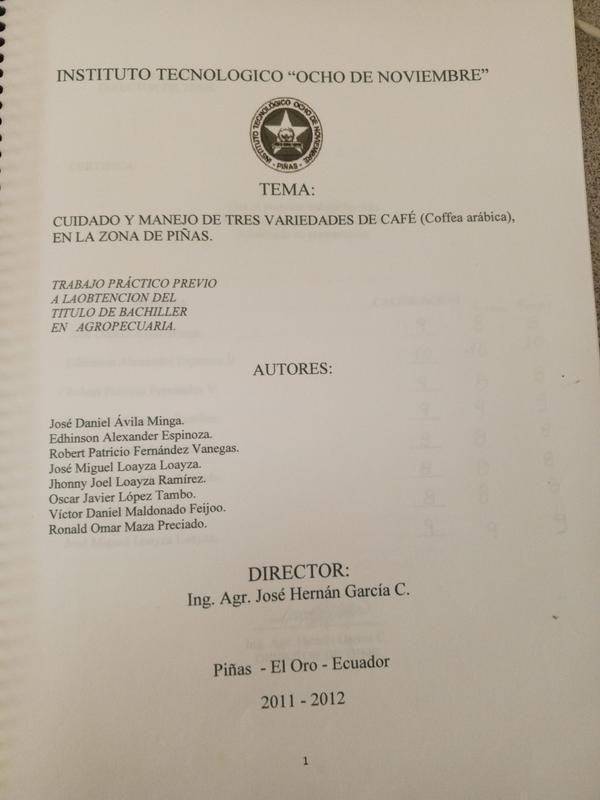 INSTITUTO TECNOLOGICO “OCHO DE NOVIEMBRE”
INSTITUTO TECNOLÓGICO OCHO DE NOVIEMBRE
- PIÑAS -
TEMA:
CUIDADO Y MANEJO DE TRES VARIEDADES DE CAFÉ (Coffea arábica),
EN LA ZONA DE PIÑAS.
TRABAJO PRÁCTICO PREVIO
A LAOBTENCION DEL
TITULO DE BACHILLER
EN AGROPECUARIA.
AUTORES:
José Daniel Ávila Minga.
Edhinson Alexander Espinoza.
Robert Patricio Fernández Vanegas.
José Miguel Loayza Loayza.
Jhonny Joel Loayza Ramírez.
Oscar Javier López Tambo.
Víctor Daniel Maldonado Feijoo.
Ronald Omar Maza Preciado.
DIRECTOR:
Ing. Agr. José Hernán García C.
Piñas - El Oro - Ecuador
2011 - 2012
1